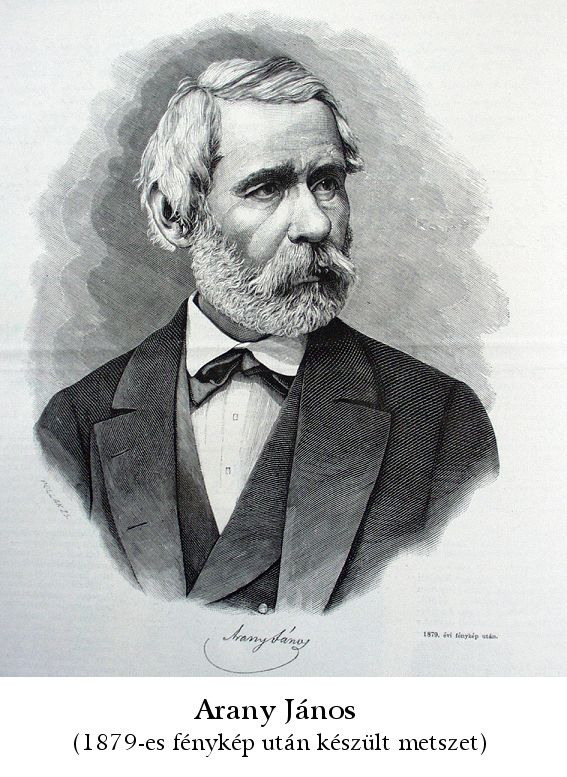 Arany János
1879. évi fénykép után.
Arany János
(1879-es fénykép után készült metszet)